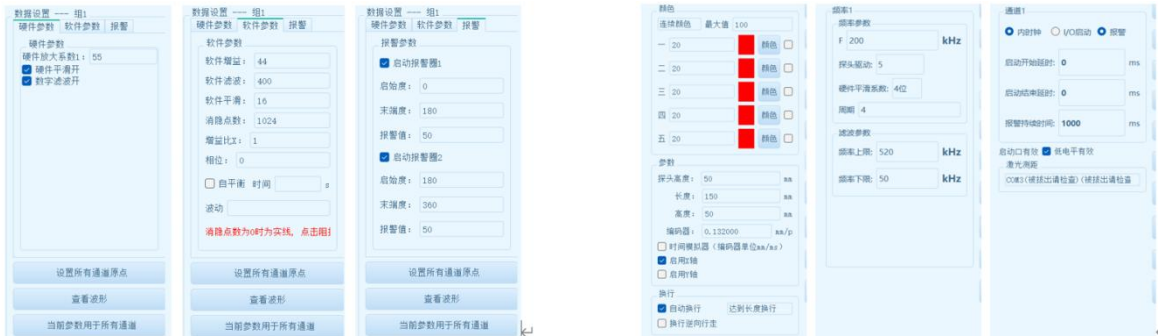 数据设置 --- 组1
硬件参数 软件参数 报警
硬件参数
硬件放大系数1: 55
硬件平滑开
数字滤波开
设置所有通道原点
查看波形
当前参数用于所有通道
数据设置 --- 组1
硬件参数 软件参数 报警
软件参数
软件增益: 44
软件滤波: 400
软件平滑: 16
消隐点数: 1024
增益比X: 1
相位: 0
自平衡 时间 s
波动
消隐点数为0时为实线, 点击阻
设置所有通道原点
查看波形
当前参数用于所有通道
数据设置 --- 组1
硬件参数 软件参数 报警
报警参数
启动报警圈1
启始度: 0
末端度: 180
报警值: 50
启动报警圈2
启始度: 180
末端度: 360
报警值: 50
设置所有通道原点
查看波形
当前参数用于所有通道
颜色
连续颜色 最大值 100
一 20 颜色
二 20 颜色
三 20 颜色
四 20 颜色
五 20 颜色
参数
探头高度: 50 mm
长度: 150 mm
高度: 50 mm
编码器: 0.132000 mm/p
时间模拟器(编码器单位mm/ms)
启用X轴
启用Y轴
换行
自动换行 达到长度换行
换行逆向行走
频率1
频率参数
F 200 kHz
探头驱动: 5
硬件平滑系数: 4位
周期 4
滤波参数
频率上限: 520 kHz
频率下限: 50 kHz
通道1
内时钟 I/O启动 报警
启动开始延时: 0 ms
启动结束延时: 0 ms
报警持续时间: 1000 ms
启动口有效 低电平有效
激光测距
COM3(被拔出请检查)(被拔出请检查